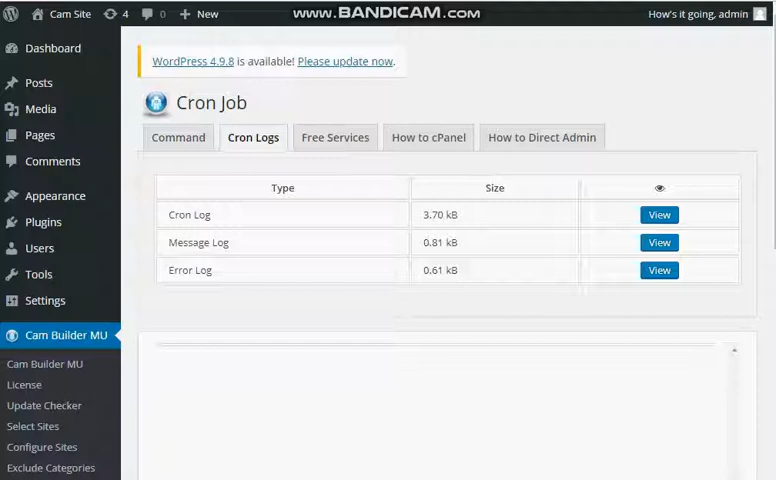 Cam Site 4 0 New www.BANDICAM.com How's it going, admin
Dashboard
Posts
Media
Pages
Comments
Appearance
Plugins
Users
Tools
Settings
Cam Builder MU
Cam Builder MU
License
Update Checker
Select Sites
Configure Sites
Exclude Categories
WordPress 4.9.8 is available! Please update now.
Cron Job
Command Cron Logs Free Services How to cPanel How to Direct Admin
Type Size
Cron Log 3.70 kB View
Message Log 0.81 kB View
Error Log 0.61 kB View